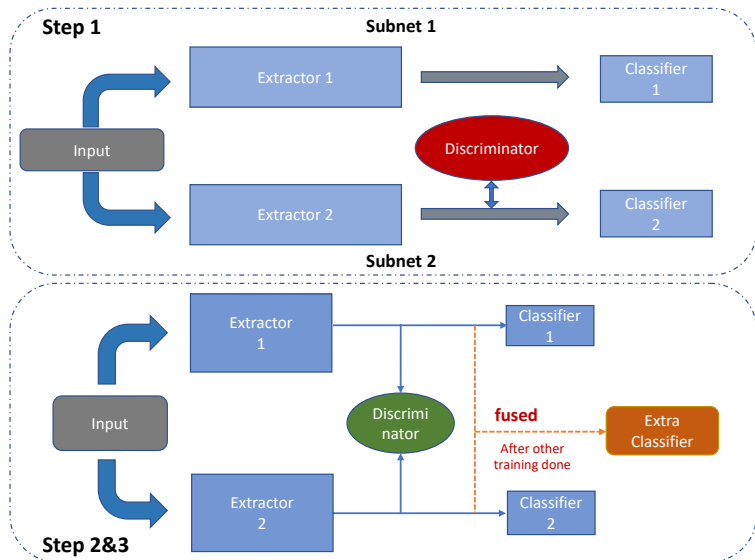 Step 1
Subnet 1
Extractor 1
Classifier
1
Input
Discriminator
Extractor 2
Classifier
2
Subnet 2
Extractor
1
Classifier
1
Input
Discrimi
nator
fused
After other
training done
Extra
Classifier
Extractor
2
Classifier
2
Step 2&3